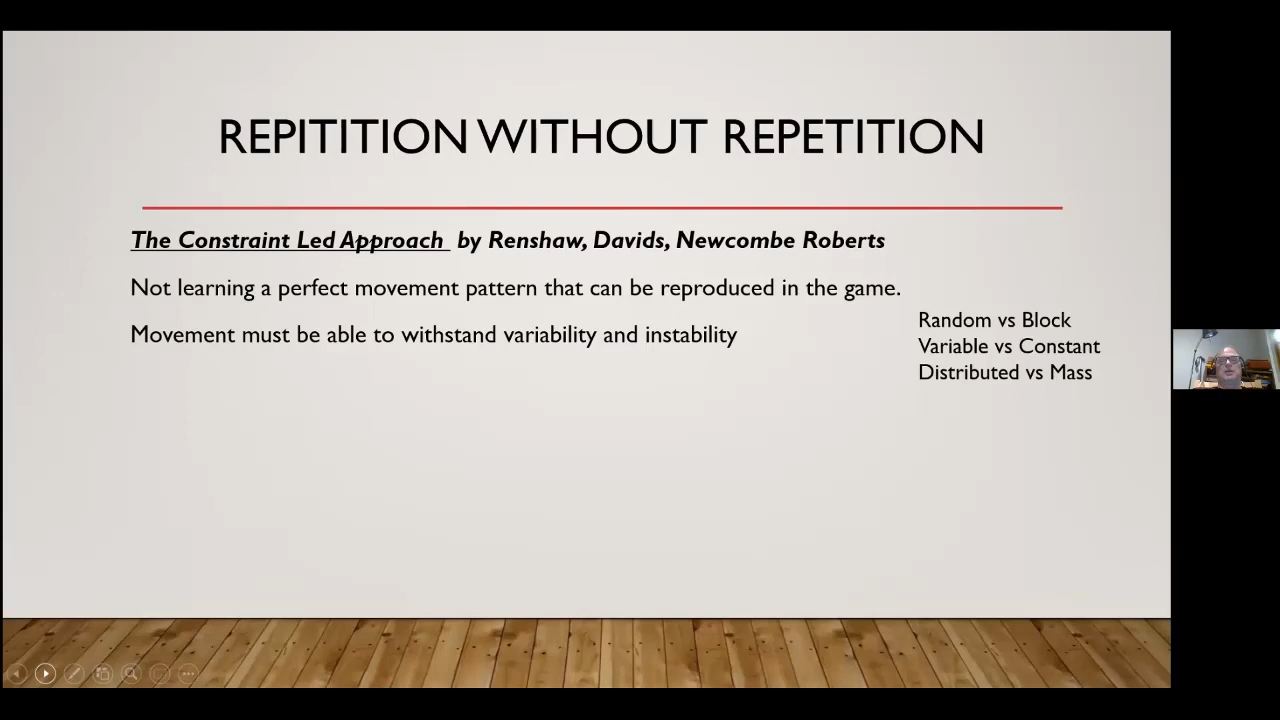 REPITITION WITHOUT REPETITION
The Constraint Led Approach by Renshaw, Davids, Newcombe Roberts
Not learning a perfect movement pattern that can be reproduced in the game.
Movement must be able to withstand variability and instability
Random vs Block
Variable vs Constant
Distributed vs Mass